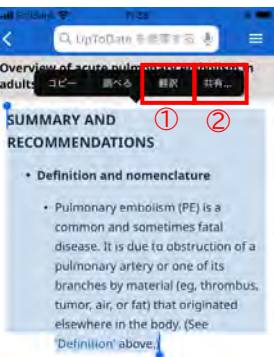 11:28
UpToDate を検索する
Overview of acute pulmonary embolism in
adults
コピー 調べる 翻訳 共有...
① ②
SUMMARY AND
RECOMMENDATIONS
• Definition and nomenclature
• Pulmonary embolism (PE) is a
common and sometimes fatal
disease. It is due to obstruction of a
pulmonary artery or one of its
branches by material (eg, thrombus,
tumor, air, or fat) that originated
elsewhere in the body. (See
'Definition' above.)